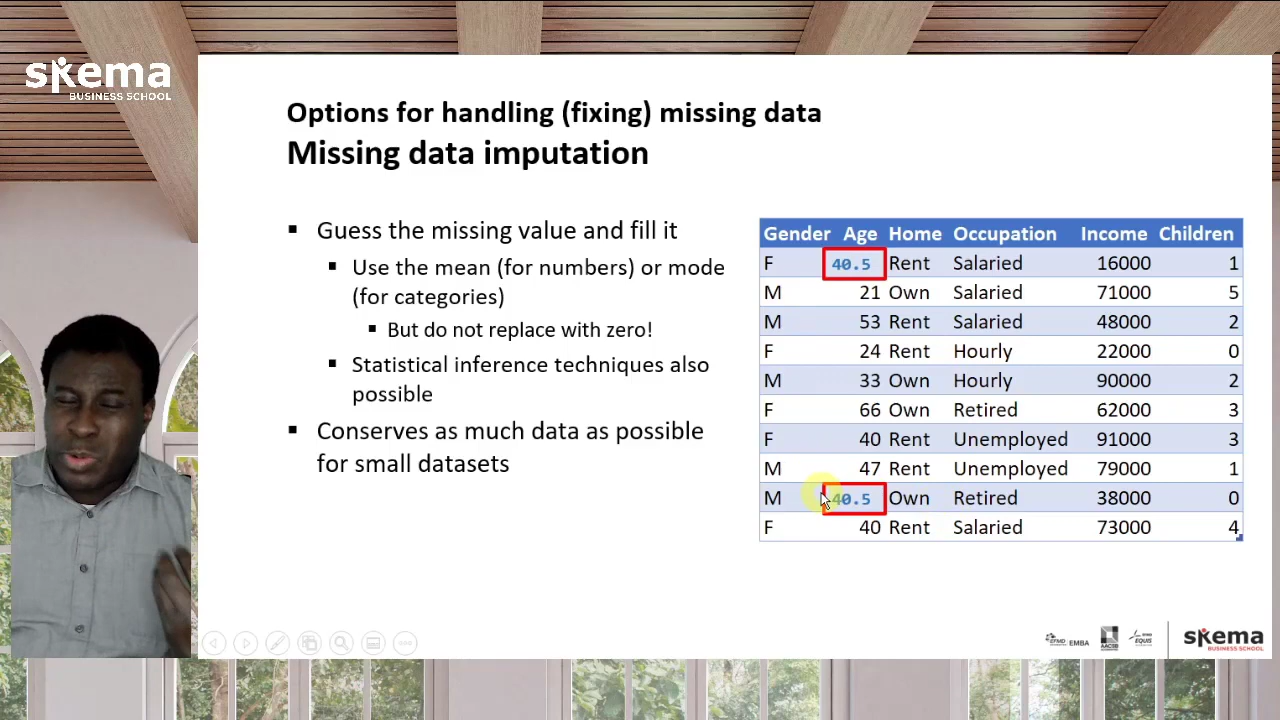 skema
BUSINESS SCHOOL
Options for handling (fixing) missing data
Missing data imputation
▪ Guess the missing value and fill it
▪ Use the mean (for numbers) or mode
(for categories)
▪ But do not replace with zero!
▪ Statistical inference techniques also
possible
▪ Conserves as much data as possible
for small datasets
Gender Age Home Occupation Income Children
F 40.5 Rent Salaried 16000 1
M 21 Own Salaried 71000 5
M 53 Rent Salaried 48000 2
F 24 Rent Hourly 22000 0
M 33 Own Hourly 90000 2
F 66 Own Retired 62000 3
F 40 Rent Unemployed 91000 3
M 47 Rent Unemployed 79000 1
M 40.5 Own Retired 38000 0
F 40 Rent Salaried 73000 4
EMBA
AACSB
EQUIS
skema
BUSINESS SCHOOL